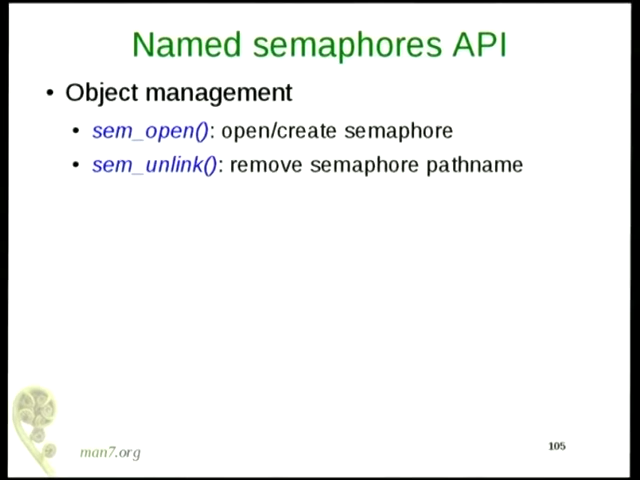 Named semaphores API
• Object management
• sem_open(): open/create semaphore
• sem_unlink(): remove semaphore pathname
man7.org
105